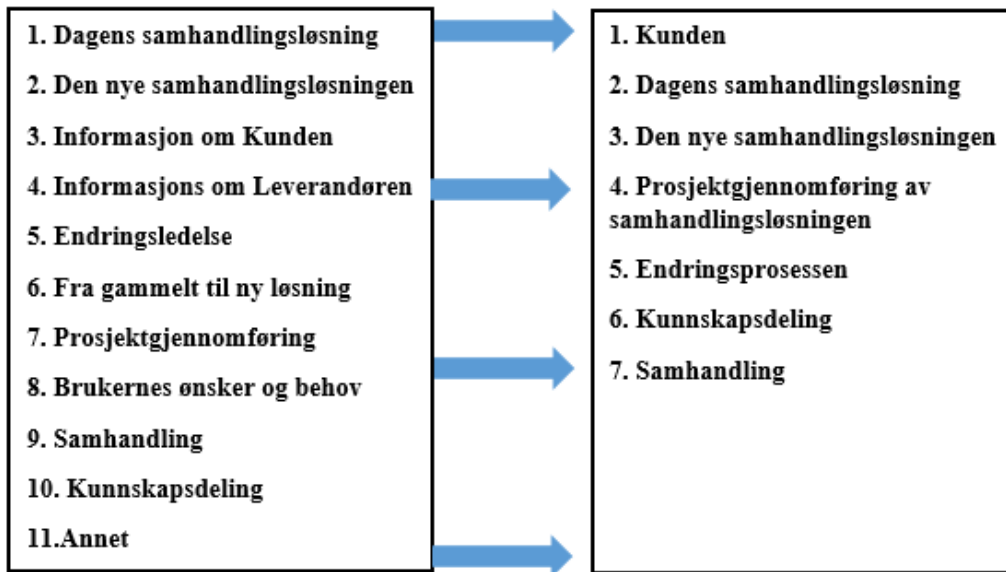 1. Dagens samhandlingsløsning
2. Den nye samhandlingsløsningen
3. Informasjon om Kunden
4. Informasjons om Leverandøren
5. Endringsledelse
6. Fra gammelt til ny løsning
7. Prosjektgjennomføring
8. Brukernes ønsker og behov
9. Samhandling
10. Kunnskapsdeling
11.Annet
1. Kunden
2. Dagens samhandlingsløsning
3. Den nye samhandlingsløsningen
4. Prosjektgjennomføring av
samhandlingsløsningen
5. Endringsprosessen
6. Kunnskapsdeling
7. Samhandling